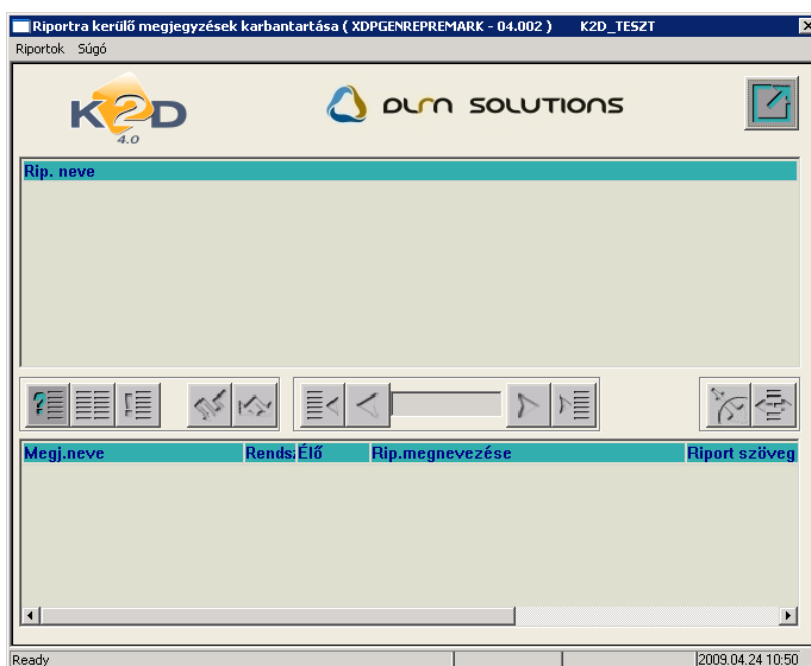 Riportra kerülő megjegyzések karbantartása ( XDPGENREPREMARK - 04.002 ) K2D_TESZT
Riportok Súgó
K2D
4.0
DLM SOLUTIONS
Rip. neve
?
Megj.neve Rendsz Élő Rip.megnevezése Riport szöveg
Ready 2009.04.24 10:50